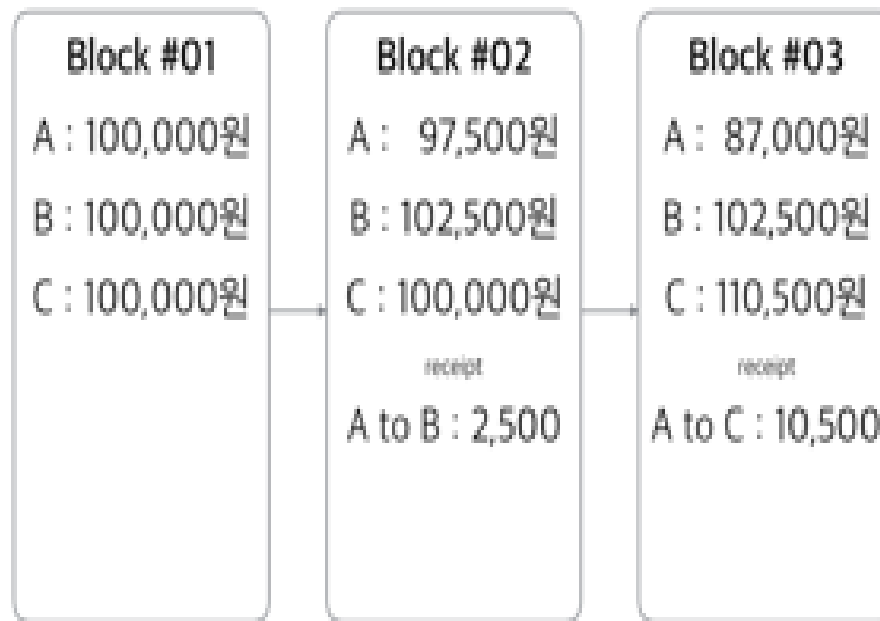 Block #01
A : 100,000원
B : 100,000원
C : 100,000원
Block #02
A : 97,500원
B : 102,500원
C : 100,000원
receipt
A to B : 2,500
Block #03
A : 87,000원
B : 102,500원
C : 110,500원
receipt
A to C : 10,500